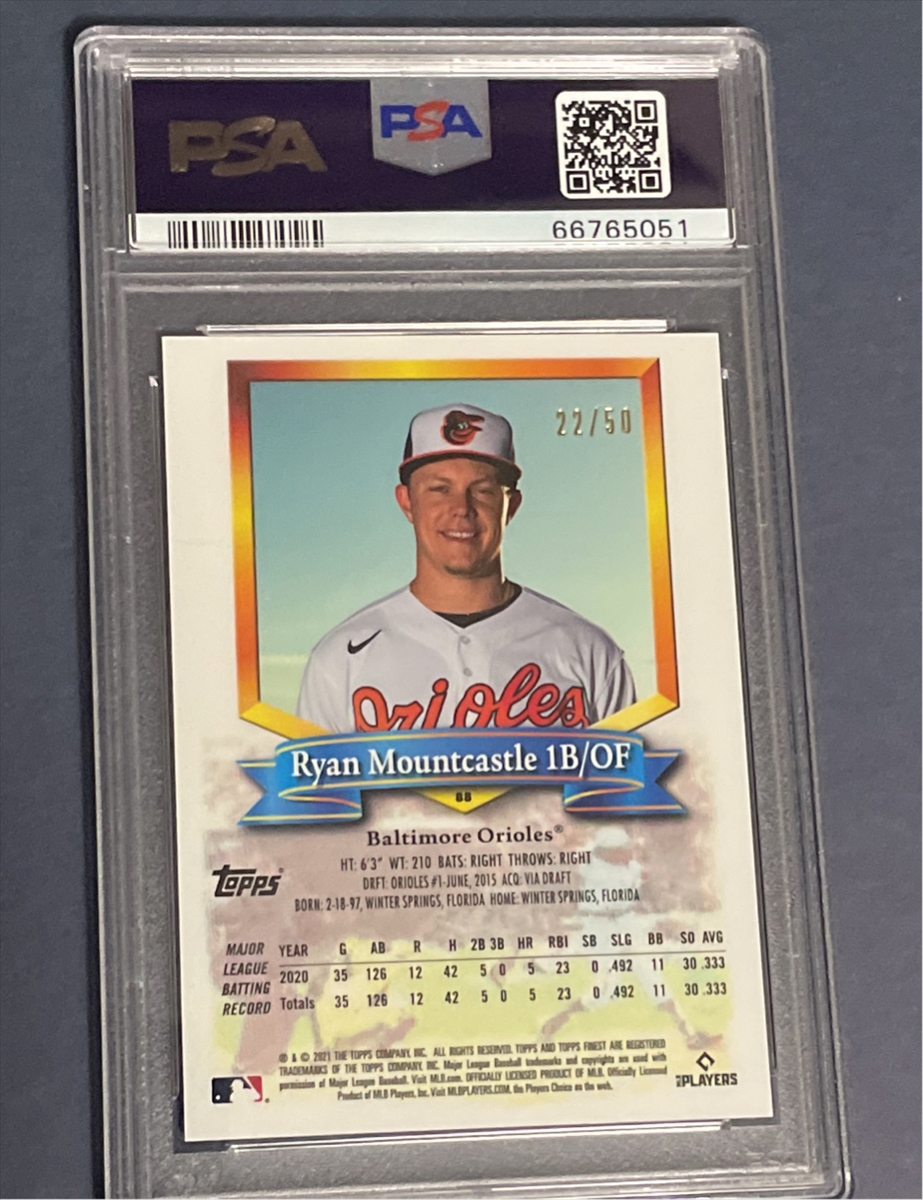 PSA
PSA
66765051
22/50
Orioles
Ryan Mountcastle 1B/OF
68
Baltimore Orioles®
HT: 6'3" WT: 210 BATS: RIGHT THROWS: RIGHT
DRFT: ORIOLES #1-JUNE, 2015 ACQ: VIA DRAFT
BORN: 2-18-97, WINTER SPRINGS, FLORIDA HOME: WINTER SPRINGS, FLORIDA
TOPPS
MAJOR LEAGUE BATTING RECORD
YEAR G AB R H 2B 3B HR RBI SB SLG BB SO AVG
2020 35 126 12 42 5 0 5 23 0 .492 11 30 .333
Totals 35 126 12 42 5 0 5 23 0 .492 11 30 .333
® & © 2021 THE TOPPS COMPANY, INC. ALL RIGHTS RESERVED. TOPPS AND TOPPS FINEST ARE REGISTERED
TRADEMARKS OF THE TOPPS COMPANY, INC. Major League Baseball trademarks and copyrights are used with
permission of Major League Baseball. Visit MLB.com. OFFICIALLY LICENSED PRODUCT OF MLB. Officially Licensed
Product of MLB Players, Inc. Visit MLBPLAYERS.COM, the Players Choice on the web.
MLB PLAYERS